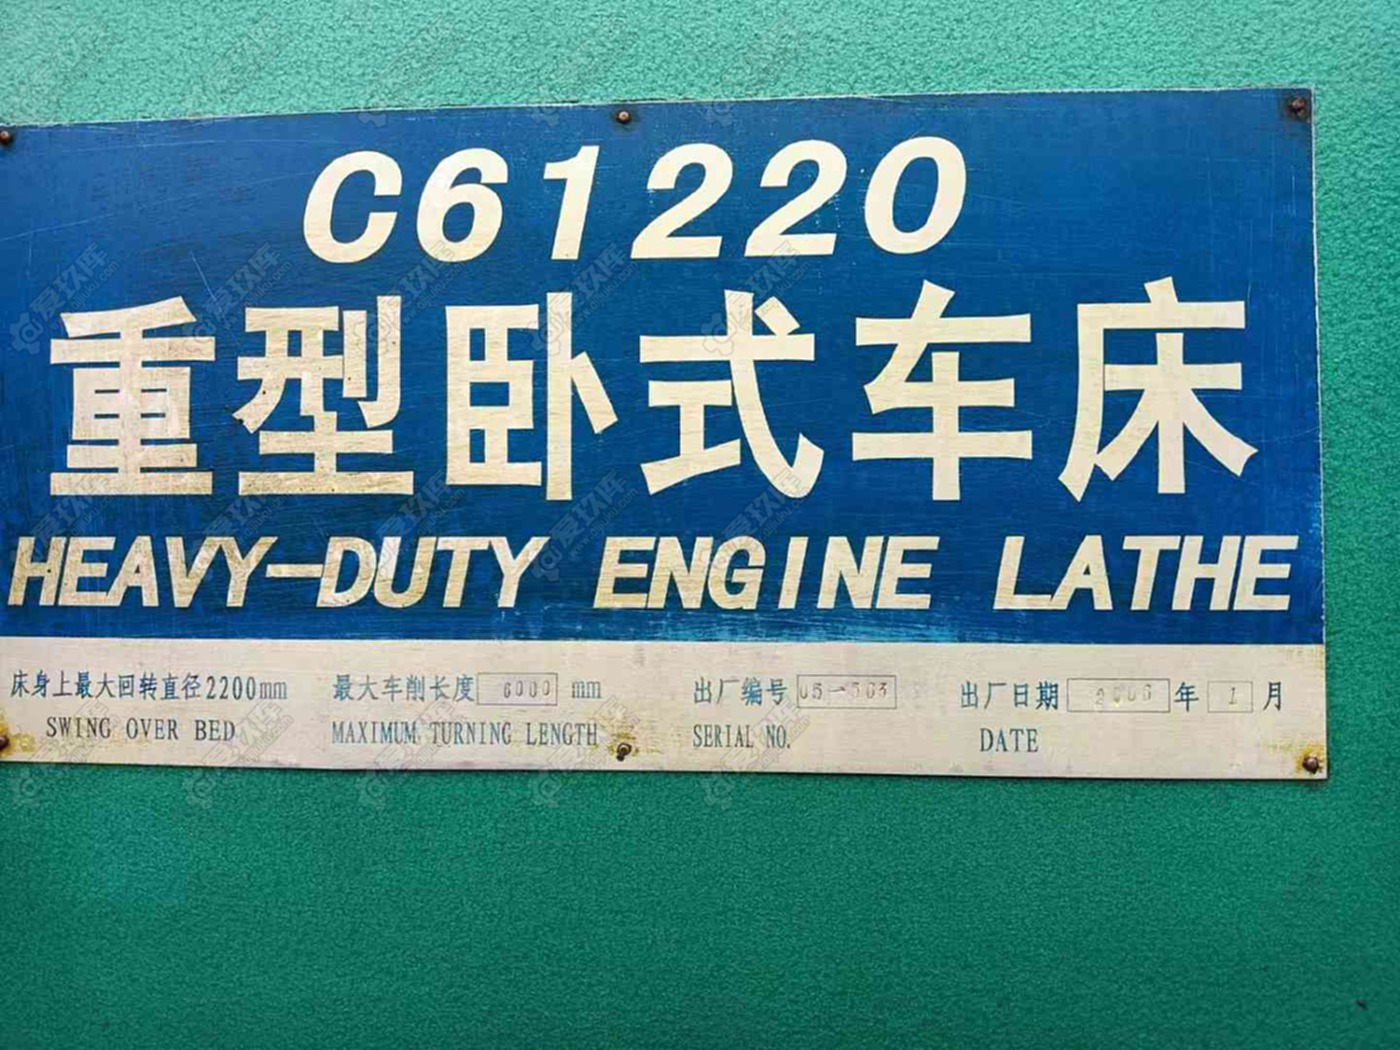 C61220
重型卧式车床
HEAVY-DUTY ENGINE LATHE
床身上最大回转直径2200mm 最大车削长度 6000 mm 出厂编号 05-303 出厂日期 2006 年 1 月
SWING OVER BED MAXIMUM TURNING LENGTH SERIAL NO. DATE